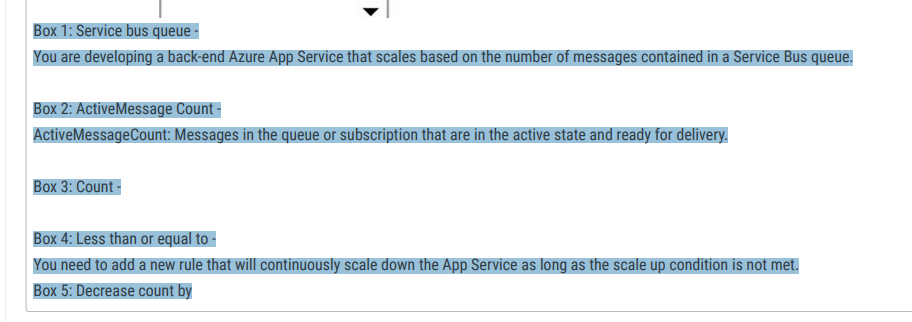 Box 1: Service bus queue -
You are developing a back-end Azure App Service that scales based on the number of messages contained in a Service Bus queue.
Box 2: ActiveMessage Count -
ActiveMessageCount: Messages in the queue or subscription that are in the active state and ready for delivery.
Box 3: Count -
Box 4: Less than or equal to -
You need to add a new rule that will continuously scale down the App Service as long as the scale up condition is not met.
Box 5: Decrease count by